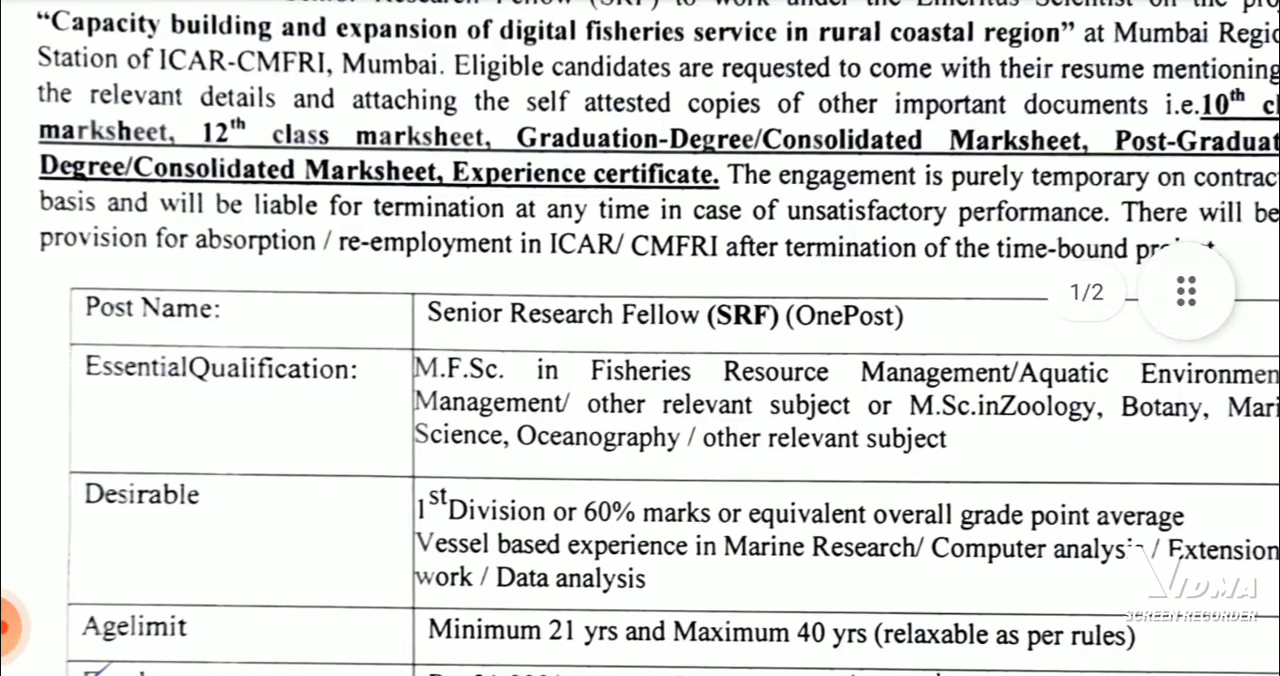 “Capacity building and expansion of digital fisheries service in rural coastal region” at Mumbai
Station of ICAR-CMFRI, Mumbai. Eligible candidates are requested to come with their resume mentioning
the relevant details and attaching the self attested copies of other important documents i.e.10th
marksheet, 12th class marksheet, Graduation-Degree/Consolidated Marksheet,
Degree/Consolidated Marksheet, Experience certificate. The engagement is purely temporary on
basis and will be liable for termination at any time in case of unsatisfactory performance. There will be
provision for absorption / re-employment in ICAR/ CMFRI after termination of the time-bound
1/2
Post Name: Senior Research Fellow (SRF) (OnePost)
EssentialQualification: M.F.Sc. in Fisheries Resource Management/Aquatic
Management/ other relevant subject or M.Sc.inZoology, Botany,
Science, Oceanography / other relevant subject
Desirable
1st Division or 60% marks or equivalent overall grade point average
Vessel based experience in Marine Research/ Computer / Extension
work / Data analysis
Agelimit Minimum 21 yrs and Maximum 40 yrs (relaxable as per rules)
VIDMA
SCREEN RECORDER